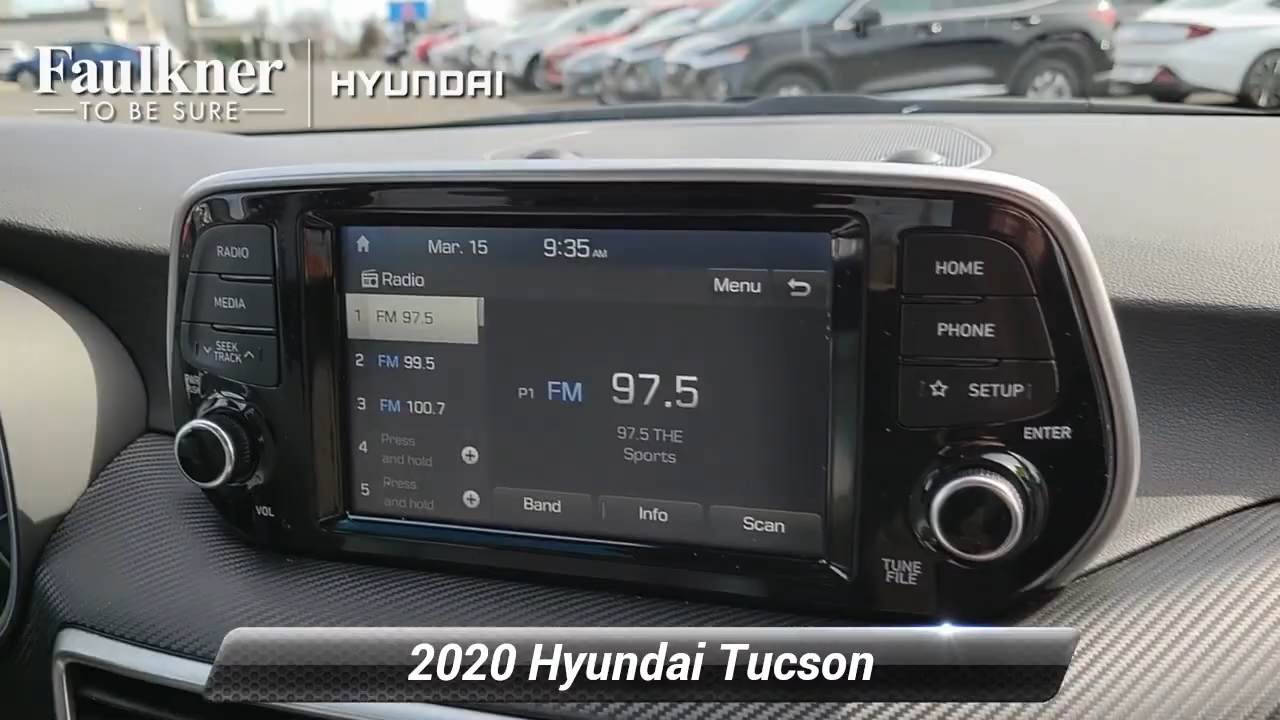 Faulkner
TO BE SURE
HYUNDAI
RADIO
MEDIA
SEEK
TRACK
VOL
Mar. 15 9:35 AM
Radio
Menu
1 FM 97.5
2 FM 99.5
3 FM 100.7
4 Press
and hold
5 Press
and hold
P1 FM 97.5
97.5 THE
Sports
Band Info Scan
HOME
PHONE
SETUP
ENTER
TUNE
FILE
2020 Hyundai Tucson